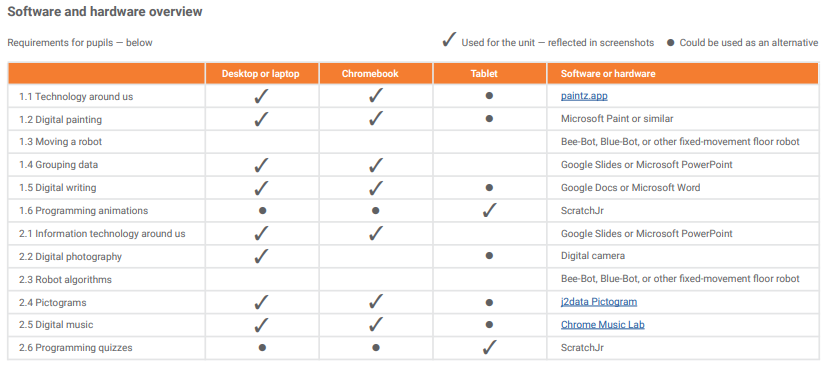 Software and hardware overview
Requirements for pupils — below
✓ Used for the unit — reflected in screenshots ● Could be used as an alternative
Desktop or laptop Chromebook Tablet Software or hardware
1.1 Technology around us ✓ ✓ ● paintz.app
1.2 Digital painting ✓ ✓ ● Microsoft Paint or similar
1.3 Moving a robot Bee-Bot, Blue-Bot, or other fixed-movement floor robot
1.4 Grouping data ✓ ✓ Google Slides or Microsoft PowerPoint
1.5 Digital writing ✓ ✓ ● Google Docs or Microsoft Word
1.6 Programming animations ● ● ✓ ScratchJr
2.1 Information technology around us ✓ ✓ Google Slides or Microsoft PowerPoint
2.2 Digital photography ✓ ● Digital camera
2.3 Robot algorithms Bee-Bot, Blue-Bot, or other fixed-movement floor robot
2.4 Pictograms ✓ ✓ ● j2data Pictogram
2.5 Digital music ✓ ✓ ● Chrome Music Lab
2.6 Programming quizzes ● ● ✓ ScratchJr